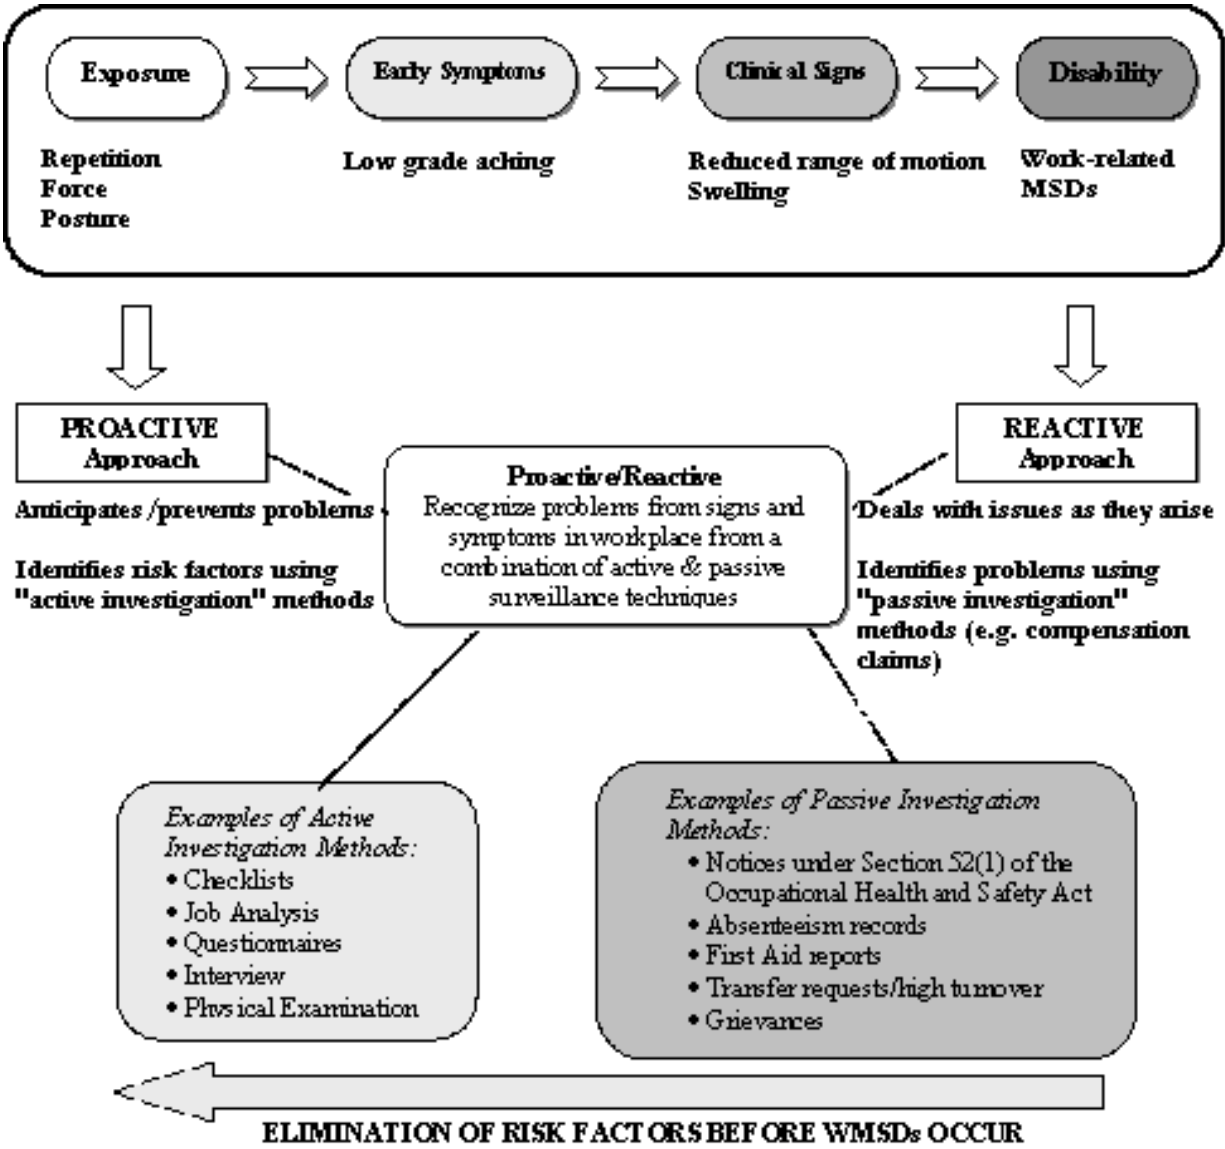 Exposure
Early Symptoms
Clinical Signs
Disability
Repetition
Force
Posture
Low grade aching
Reduced range of motion
Swelling
Work-related
MSDs
PROACTIVE
Approach
Anticipates /prevents problems
Identifies risk factors using
"active investigation" methods
Proactive/Reactive
Recognize problems from signs and
symptoms in workplace from a
combination of active & passive
surveillance techniques
REACTIVE
Approach
Deals with issues as they arise
Identifies problems using
"passive investigation"
methods (e.g. compensation
claims)
Examples of Active
Investigation Methods:
• Checklists
• Job Analysis
• Questionnaires
• Interview
• Physical Examination
Examples of Passive Investigation
Methods:
• Notices under Section 52(1) of the
Occupational Health and Safety Act
• Absenteeism records
• First Aid reports
• Transfer requests/high turnover
• Grievances
ELIMINATION OF RISK FACTORS BEFORE WMSDs OCCUR